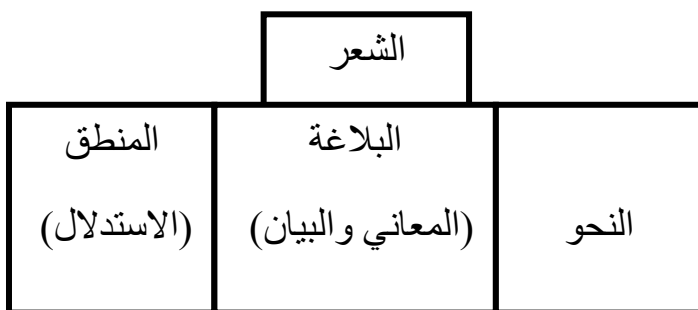 الشعر
النحو
البلاغة
(المعاني والبيان)
المنطق
(الاستدلال)